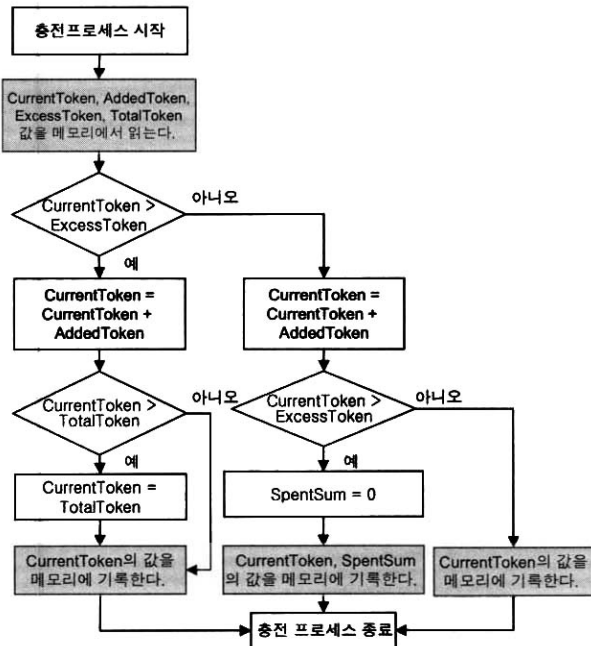 충전프로세스 시작
CurrentToken, AddedToken,
ExcessToken, TotalToken
값을 메모리에서 읽는다.
CurrentToken >
ExcessToken
아니오
예
CurrentToken =
CurrentToken +
AddedToken
CurrentToken =
CurrentToken +
AddedToken
CurrentToken >
TotalToken
아니오
예
CurrentToken >
ExcessToken
아니오
예
CurrentToken =
TotalToken
SpentSum = 0
CurrentToken의 값을
메모리에 기록한다.
CurrentToken, SpentSum
의 값을 메모리에 기록한다.
CurrentToken의 값을
메모리에 기록한다.
충전 프로세스 종료